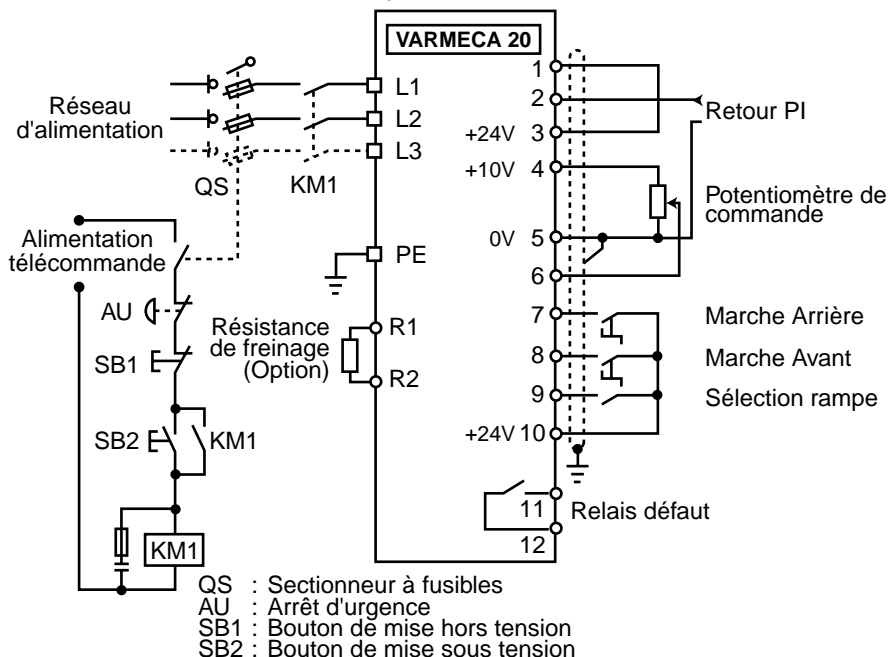 VARMECA 20
Réseau
d'alimentation
QS
KM1
L1
L2
L3
PE
R1
R2
Alimentation
télécommande
AU
SB1
SB2
KM1
KM1
Résistance
de freinage
(Option)
1
2
+24V 3
+10V 4
0V 5
6
7
8
9
+24V 10
11
12
Retour PI
Potentiomètre de
commande
Marche Arrière
Marche Avant
Sélection rampe
Relais défaut
QS : Sectionneur à fusibles
AU : Arrêt d'urgence
SB1 : Bouton de mise hors tension
SB2 : Bouton de mise sous tension